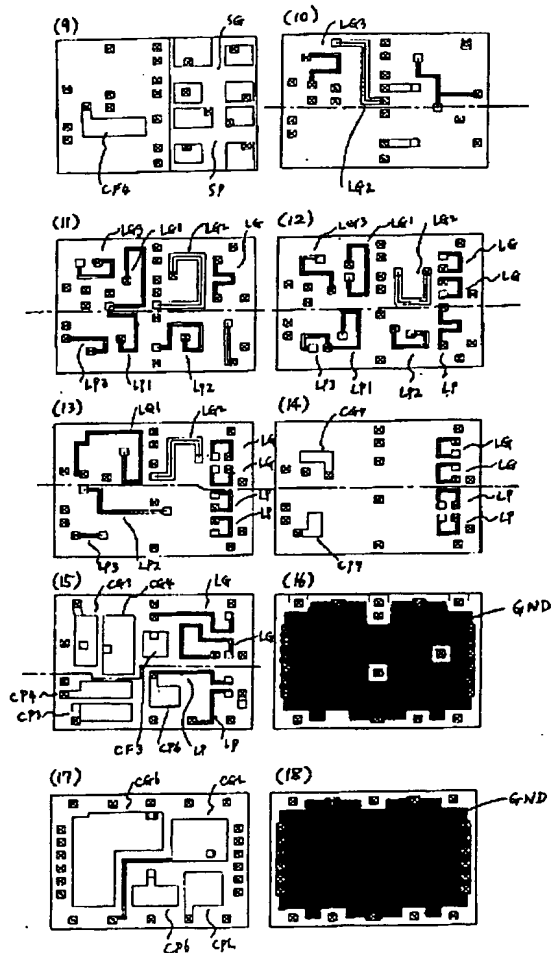 (9)
SG
CF4
SP
(10)
LG3
LG2
(11)
LG3
LG1
LG2
LG
LP3
LP1
LP2
(12)
LG3
LG1
LG2
LG
LG
LP3
LP1
LP2
LP
(13)
LG1
LG2
LG
LG
LP
LP
LP3
LP2
(14)
CG7
LG
LG
LP
LP
CP7
(15)
CG3
CG4
LG
LG
CP4
CP3
CF3
CP6
LP
LP
(16)
GND
(17)
CG6
CGL
CP6
CPL
(18)
GND